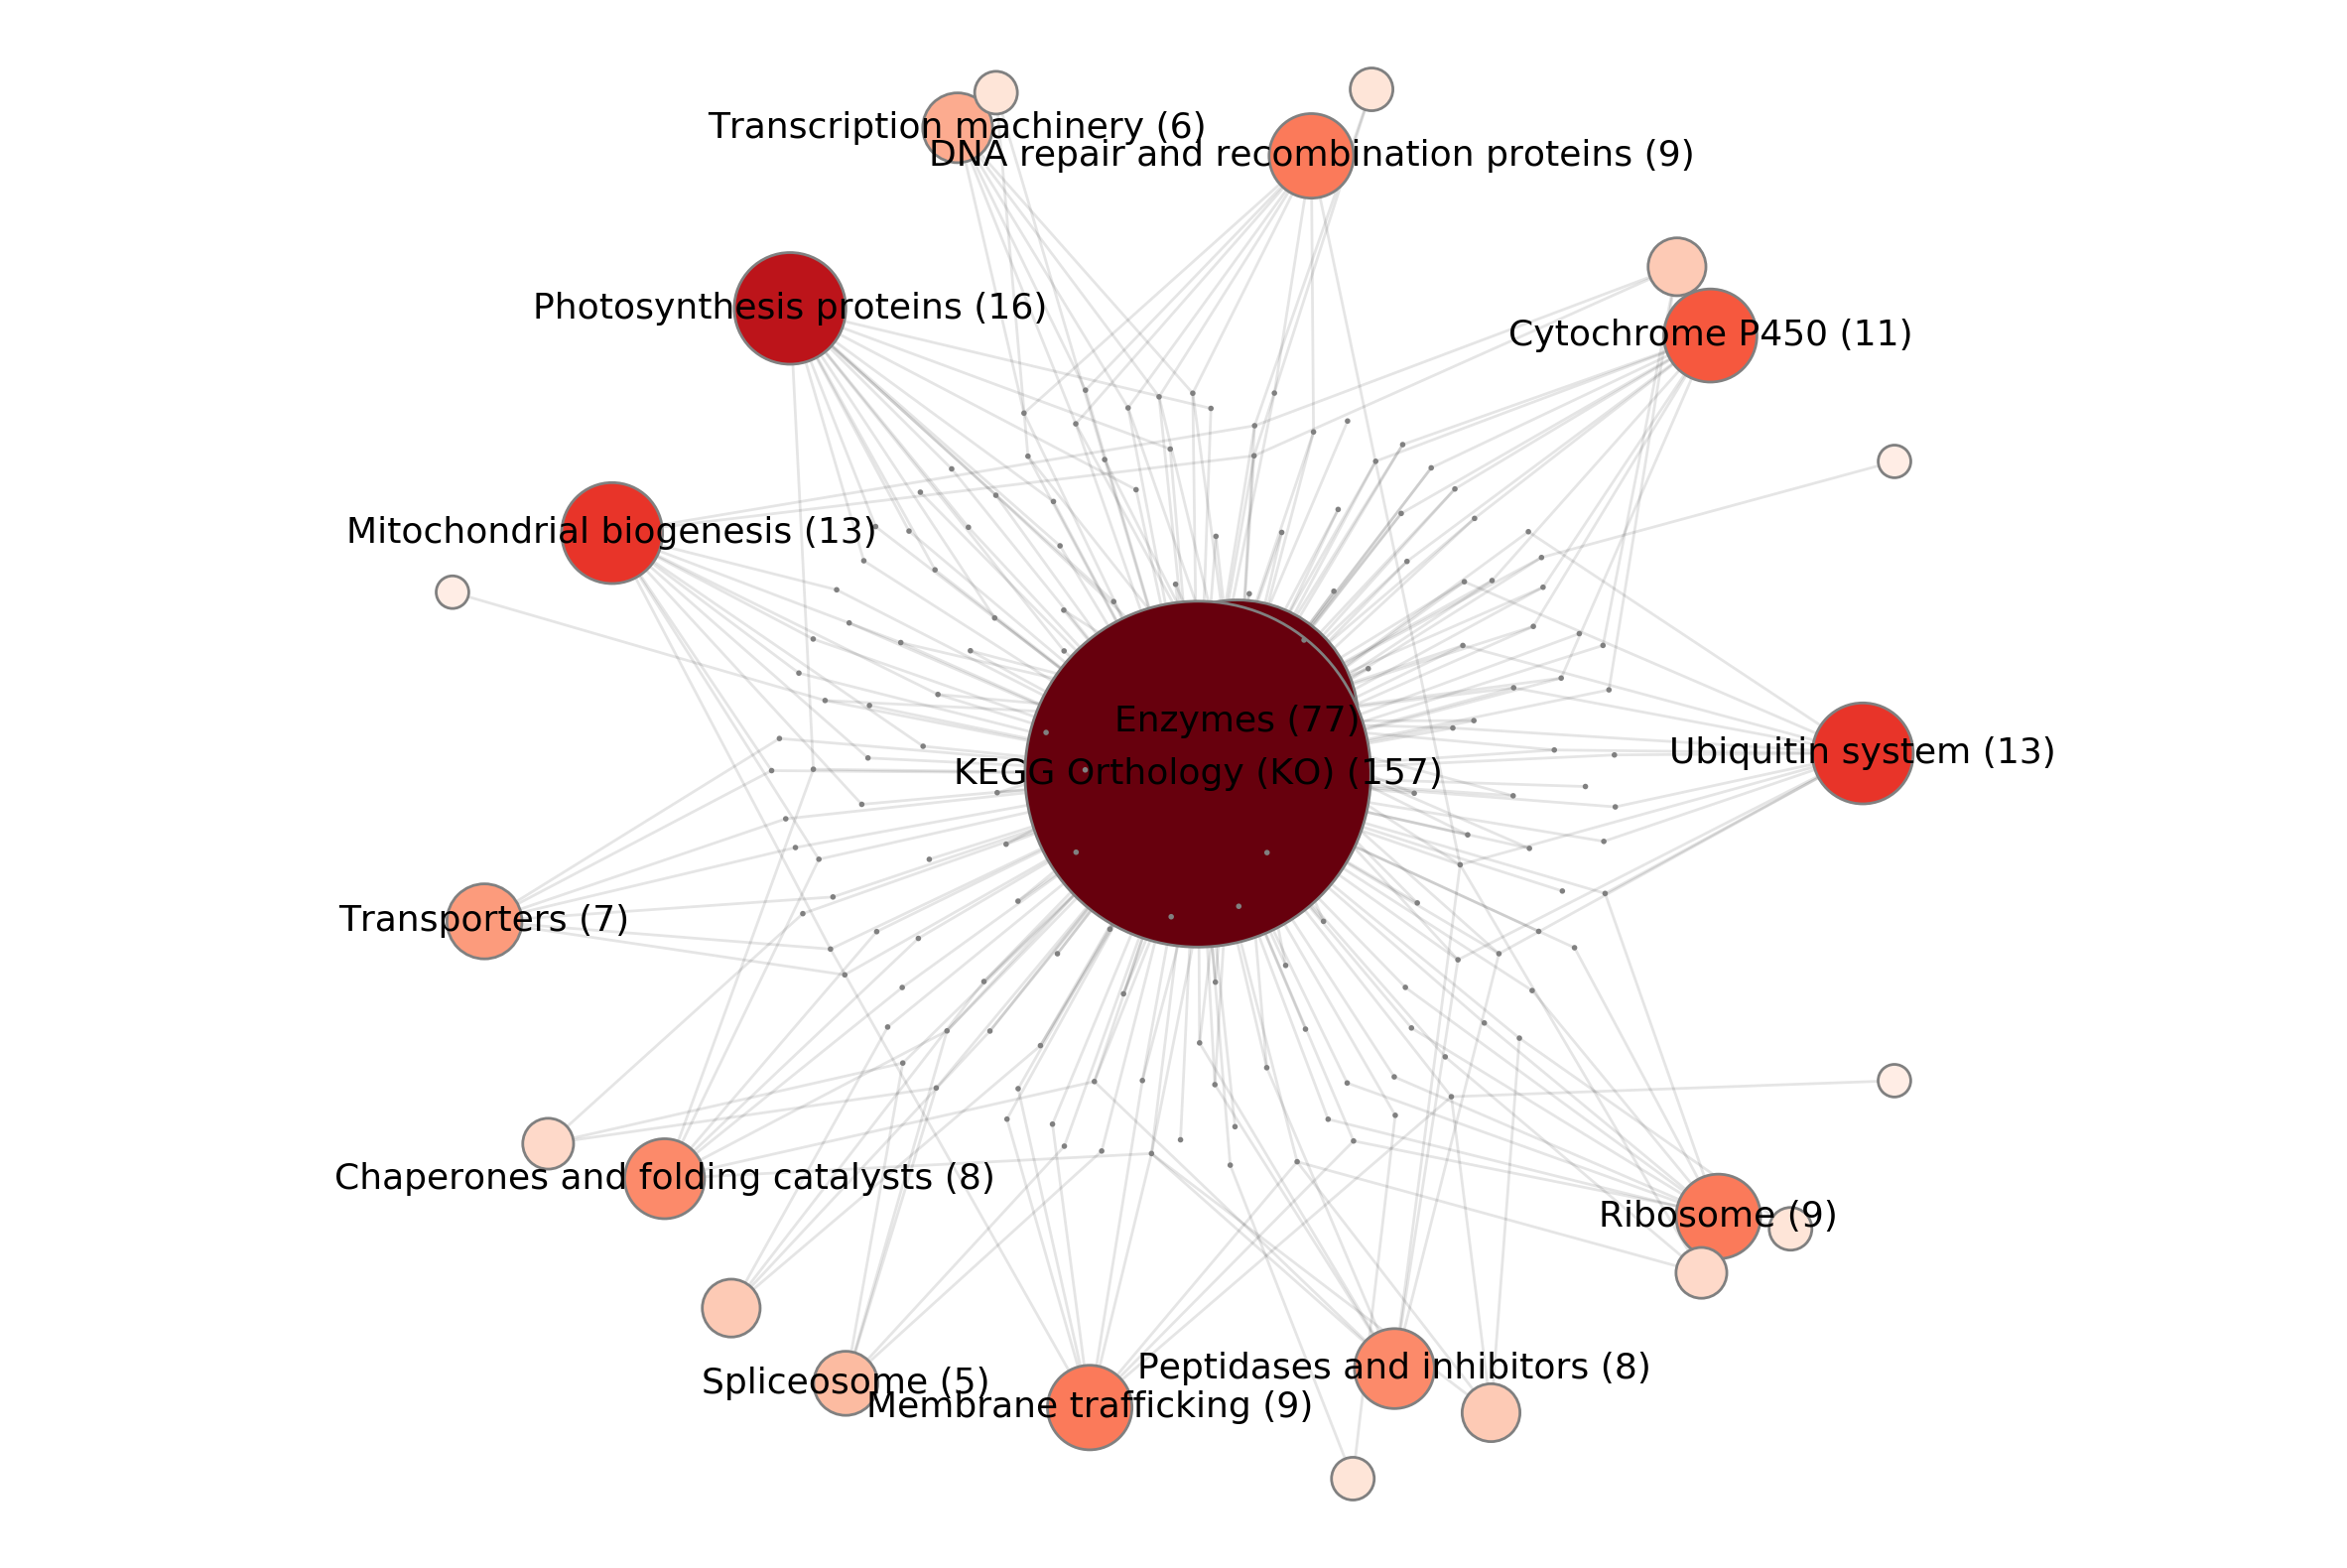 Transcription machinery (6)
DNA repair and recombination proteins (9)
Photosynthesis proteins (16)
Cytochrome P450 (11)
Mitochondrial biogenesis (13)
Enzymes (77)
Ubiquitin system (13)
KEGG Orthology (KO) (157)
Transporters (7)
Chaperones and folding catalysts (8)
Ribosome (9)
Peptidases and inhibitors (8)
Spliceosome (5)
Membrane trafficking (9)